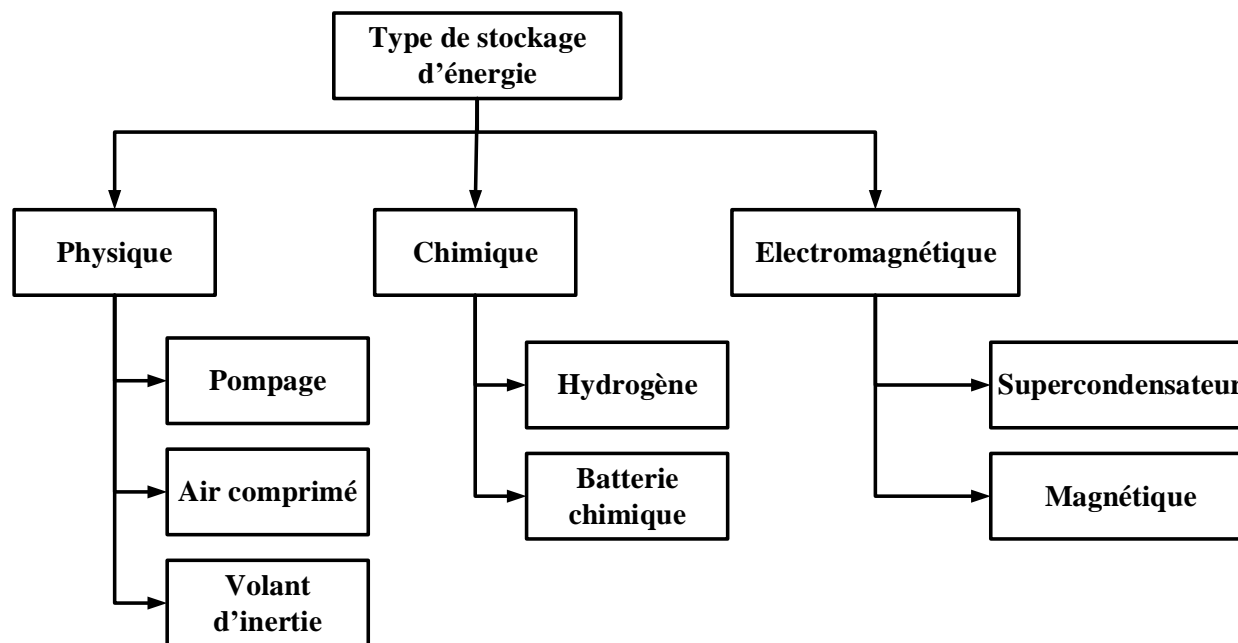 Type de stockage
d’énergie
Physique
Chimique
Electromagnétique
Pompage
Hydrogène
Supercondensateur
Air comprimé
Batterie
chimique
Magnétique
Volant
d’inertie